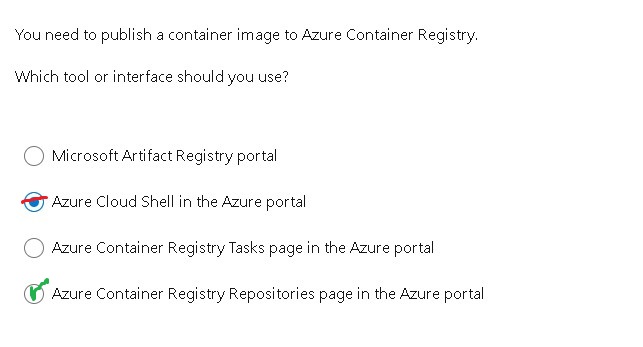 You need to publish a container image to Azure Container Registry.
Which tool or interface should you use?
Microsoft Artifact Registry portal
Azure Cloud Shell in the Azure portal
Azure Container Registry Tasks page in the Azure portal
Azure Container Registry Repositories page in the Azure portal